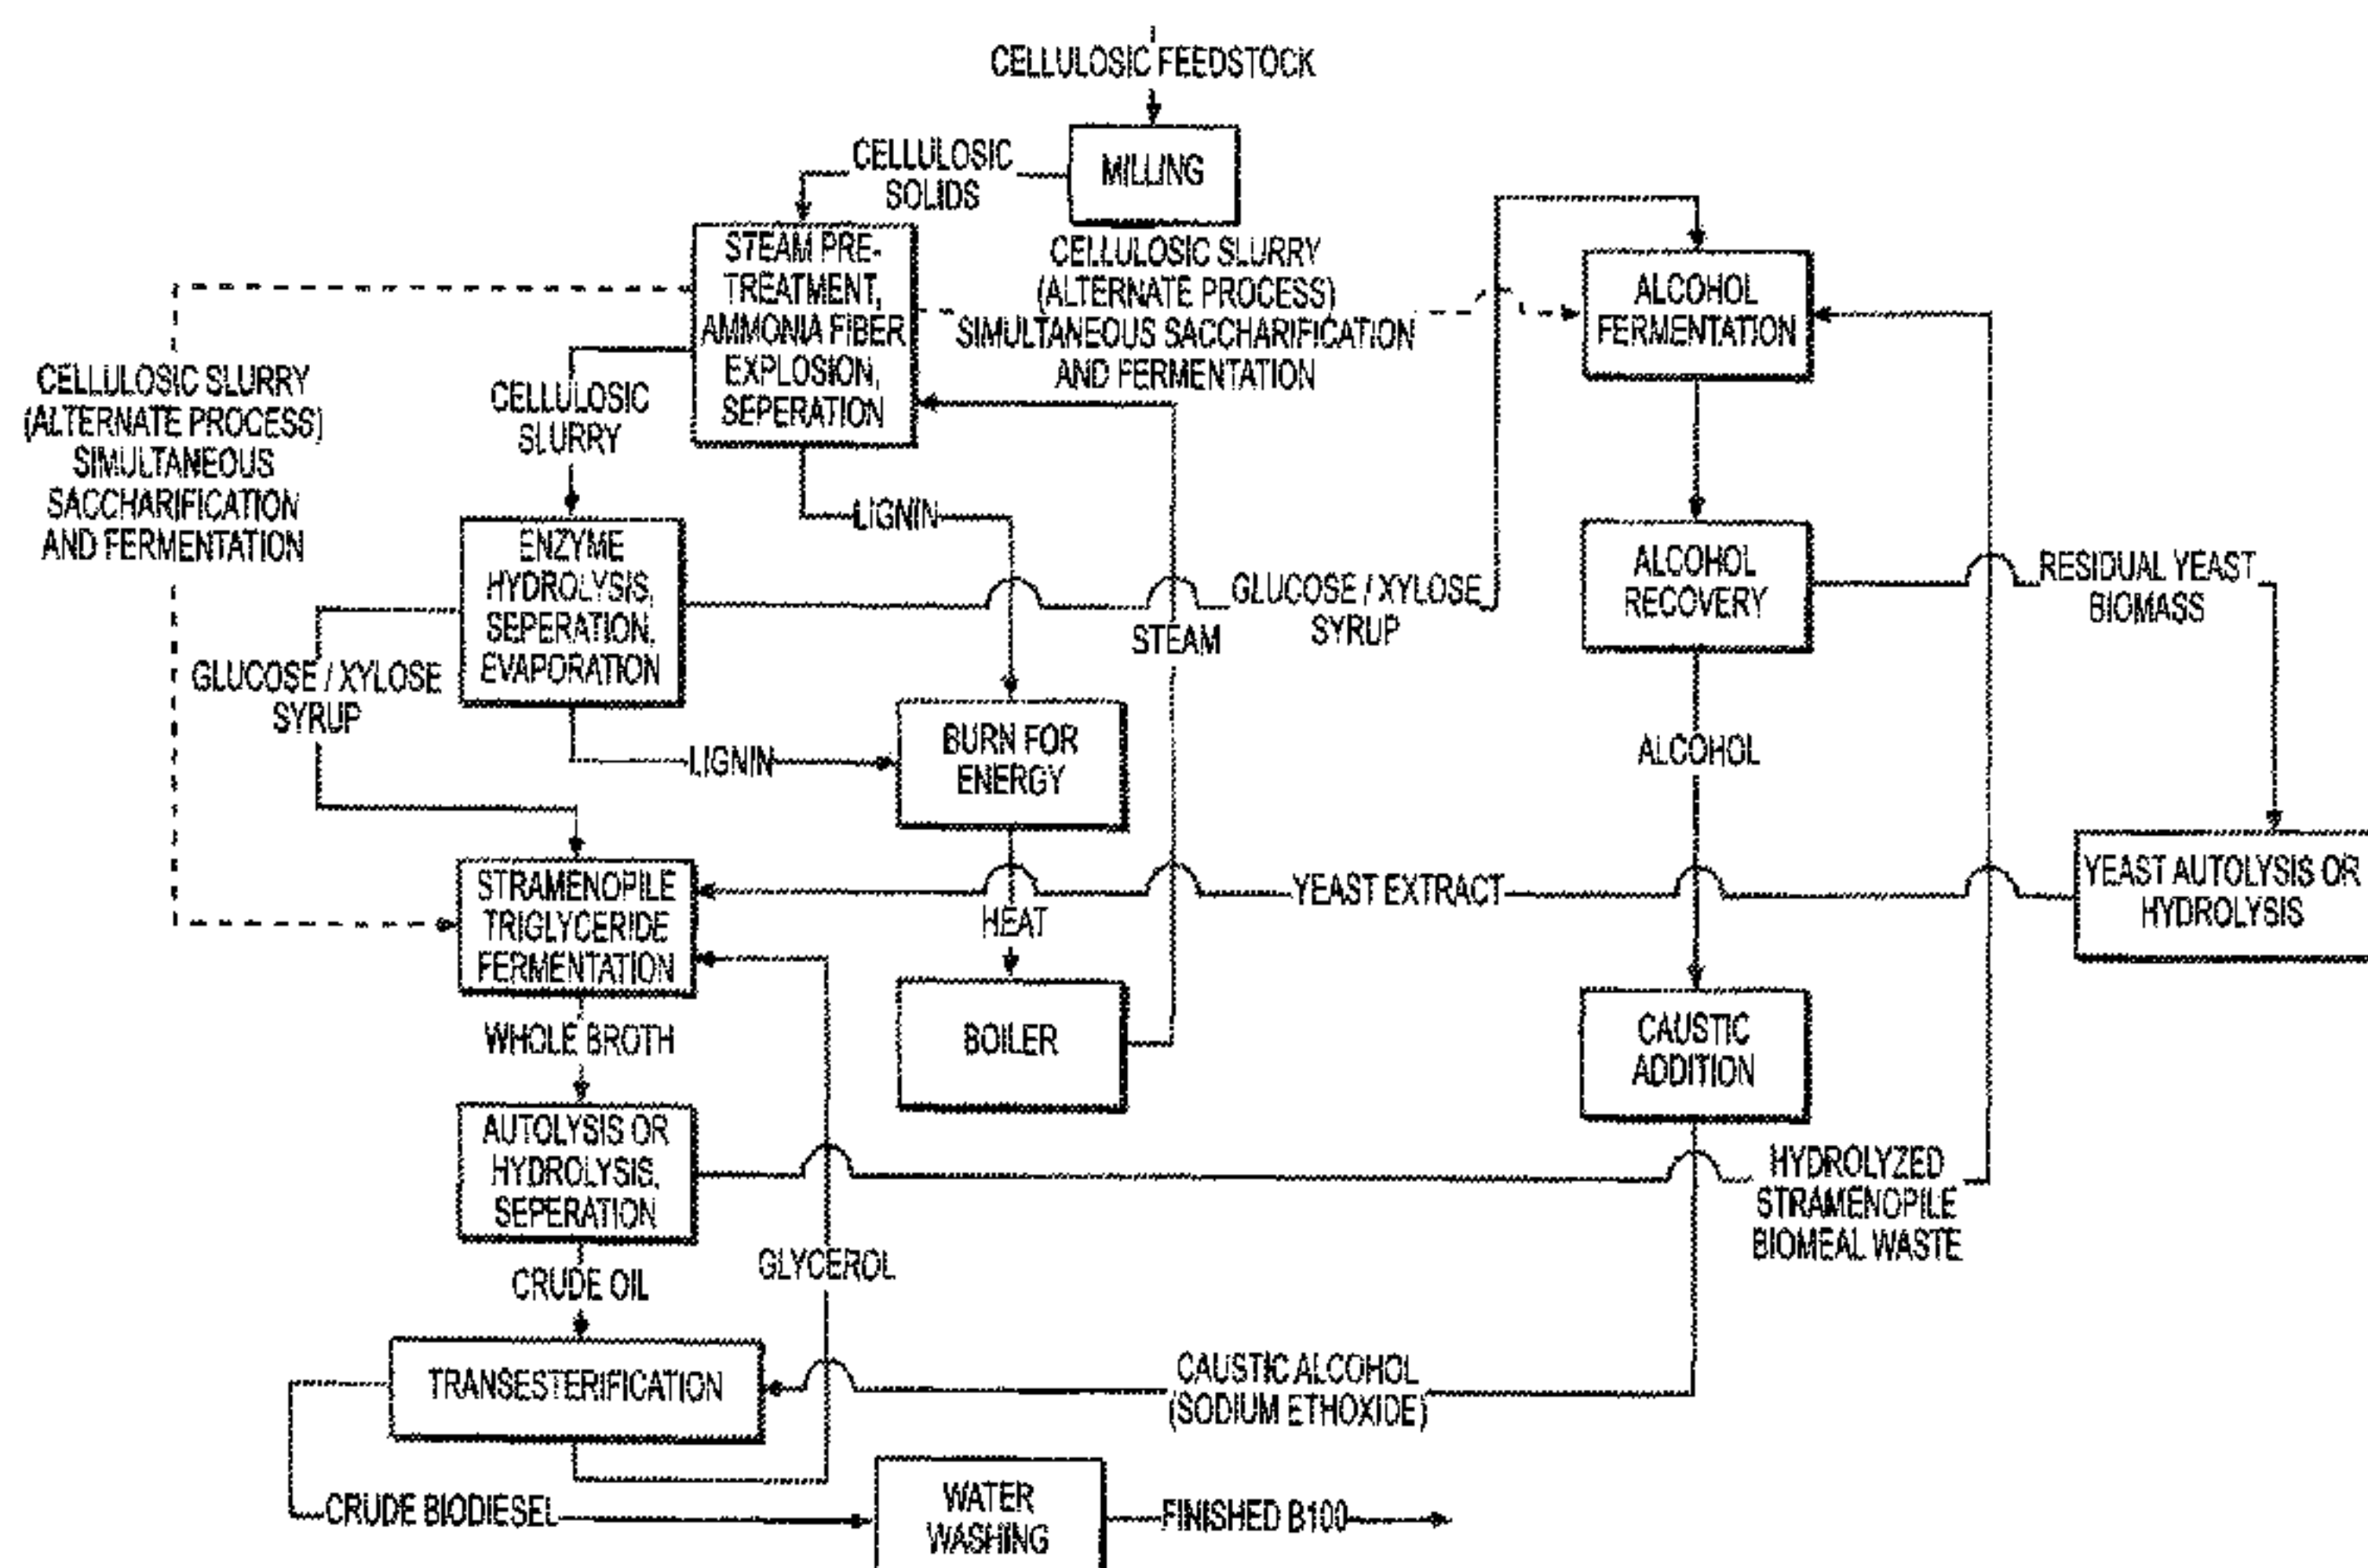 CELLULOSIC FEEDSTOCK
MILLING
CELLULOSIC
SOLIDS
STEAM PRE-
TREATMENT,
AMMONIA FIBER
EXPLOSION,
SEPERATION
CELLULOSIC SLURRY
(ALTERNATE PROCESS)
SIMULTANEOUS SACCHARIFICATION
AND FERMENTATION
ALCOHOL
FERMENTATION
CELLULOSIC SLURRY
(ALTERNATE PROCESS)
SIMULTANEOUS
SACCHARIFICATION
AND FERMENTATION
CELLULOSIC
SLURRY
LIGNIN
ENZYME
HYDROLYSIS,
SEPERATION,
EVAPORATION
GLUCOSE / XYLOSE
SYRUP
STEAM
ALCOHOL
RECOVERY
RESIDUAL YEAST
BIOMASS
GLUCOSE / XYLOSE
SYRUP
LIGNIN
BURN FOR
ENERGY
ALCOHOL
STRAMENOPILE
TRIGLYCERIDE
FERMENTATION
HEAT
YEAST EXTRACT
YEAST AUTOLYSIS OR
HYDROLYSIS
WHOLE BROTH
BOILER
CAUSTIC
ADDITION
AUTOLYSIS OR
HYDROLYSIS,
SEPERATION
HYDROLYZED
STRAMENOPILE
BIOMEAL WASTE
CRUDE OIL
GLYCEROL
TRANSESTERIFICATION
CAUSTIC ALCOHOL
(SODIUM ETHOXIDE)
CRUDE BIODIESEL
WATER
WASHING
FINISHED B100